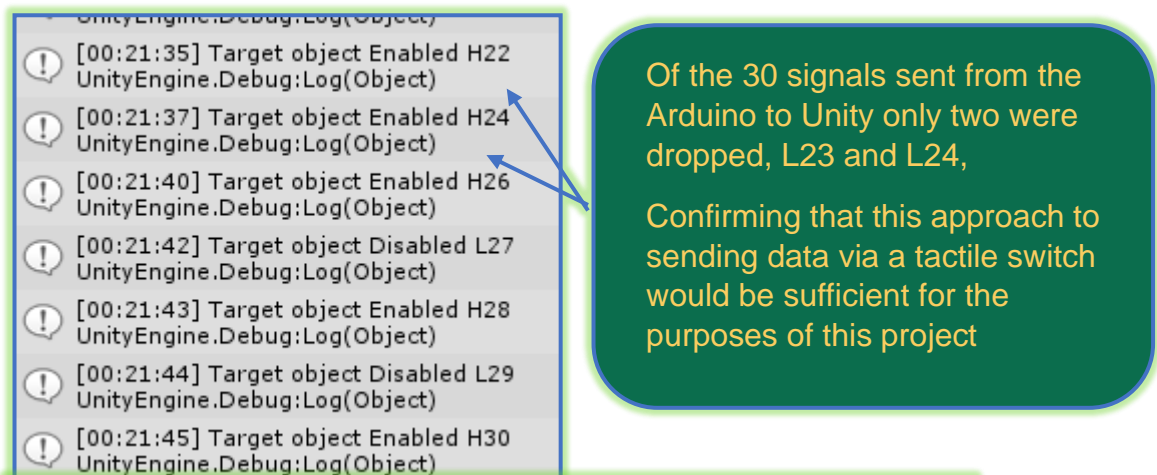 UnityEngine.Debug:Log(Object)
[00:21:35] Target object Enabled H22
UnityEngine.Debug:Log(Object)
[00:21:37] Target object Enabled H24
UnityEngine.Debug:Log(Object)
[00:21:40] Target object Enabled H26
UnityEngine.Debug:Log(Object)
[00:21:42] Target object Disabled L27
UnityEngine.Debug:Log(Object)
[00:21:43] Target object Enabled H28
UnityEngine.Debug:Log(Object)
[00:21:44] Target object Disabled L29
UnityEngine.Debug:Log(Object)
[00:21:45] Target object Enabled H30
UnityEngine.Debug:Log(Object)
Of the 30 signals sent from the
Arduino to Unity only two were
dropped, L23 and L24,
Confirming that this approach to
sending data via a tactile switch
would be sufficient for the
purposes of this project